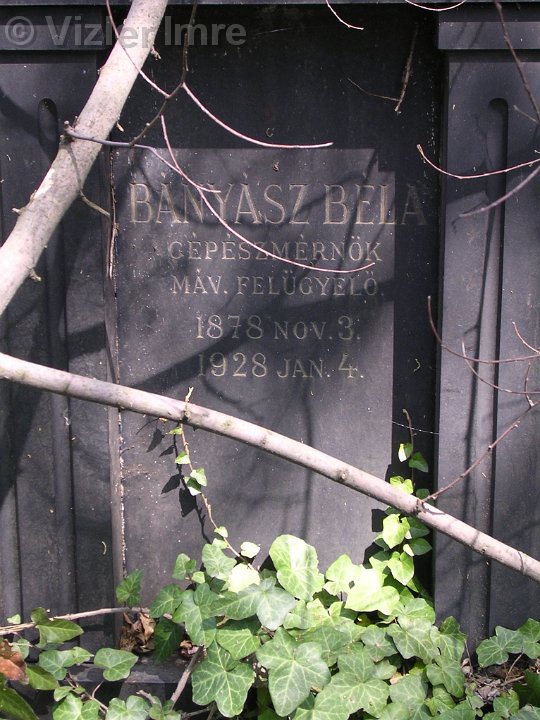 © Vizler Imre
BÁNYÁSZ BÉLA
GÉPÉSZMÉRNÖK
MÁV. FELÜGYELŐ
1878 NOV. 3.
1928 JAN. 4.